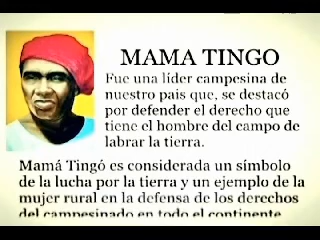 MAMA TINGO
Fue una líder campesina de
nuestro pais que, se destacó
por defender el derecho que
tiene el hombre del campo de
labrar la tierra.
Mamá Tingó es considerada un símbolo
de la lucha por la tierra y un ejemplo de la
mujer rural en la defensa de los derechos
del campesinado en todo el continente